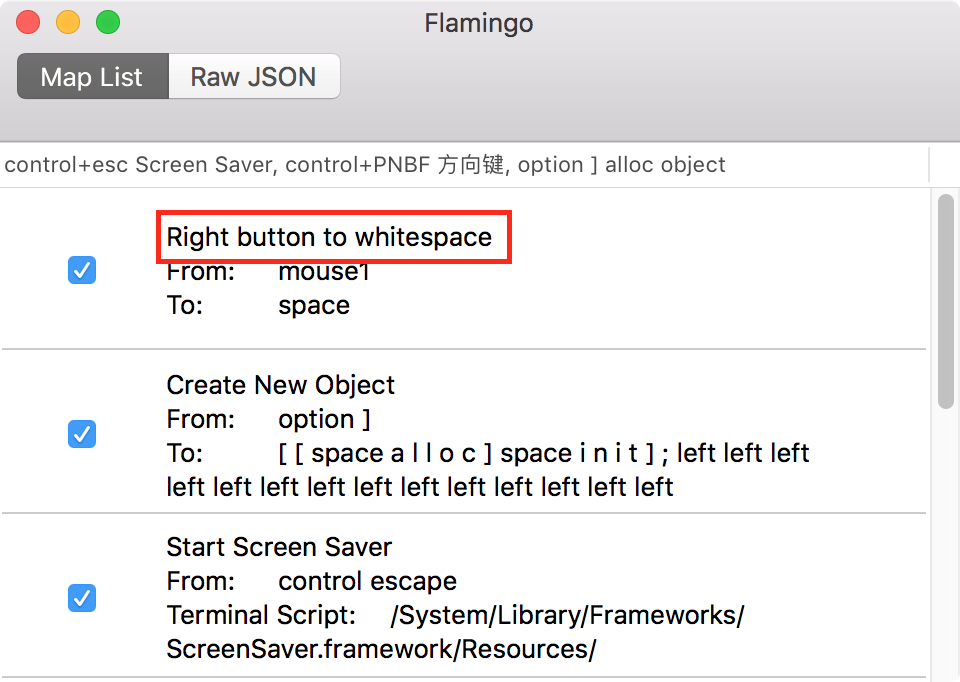 Flamingo
Map List Raw JSON
control+esc Screen Saver, control+PNBF 方向键, option ] alloc object
Right button to whitespace
From: mouse1
To: space
Create New Object
From: option ]
To: [ [ space a l l o c ] space i n i t ] ; left left left
left left left left left left left left left left left
Start Screen Saver
From: control escape
Terminal Script: /System/Library/Frameworks/
ScreenSaver.framework/Resources/